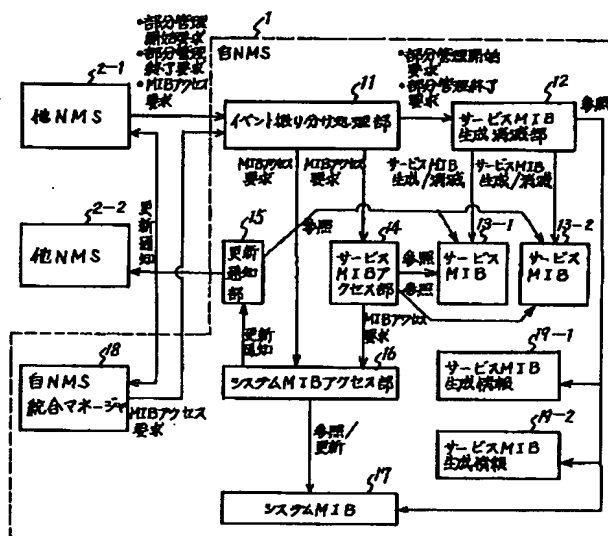 1
自NMS
・部分管理
開始要求
・部分管理
終了要求
・MIBアクセス
要求
・部分管理開始
要求
・部分管理終了
要求
2-1
他NMS
11
イベント振り分け処理部
12
サービスMIB
生成消滅部
参照
MIBアクセス
要求
MIBアクセス
要求
サービスMIB
生成/消滅
サービスMIB
生成/消滅
更新
通知
2-2
他NMS
15
更新
通知
部
参照
14
サービス
MIBアク
セス部
参照
参照
13-1
サービス
MIB
13-2
サービス
MIB
更新
通知
MIBアクセス
要求
18
自NMS
統合マネージャ
MIBアクセス
要求
16
システムMIBアクセス部
19-1
サービスMIB
生成情報
参照/
更新
19-2
サービスMIB
生成情報
17
システムMIB